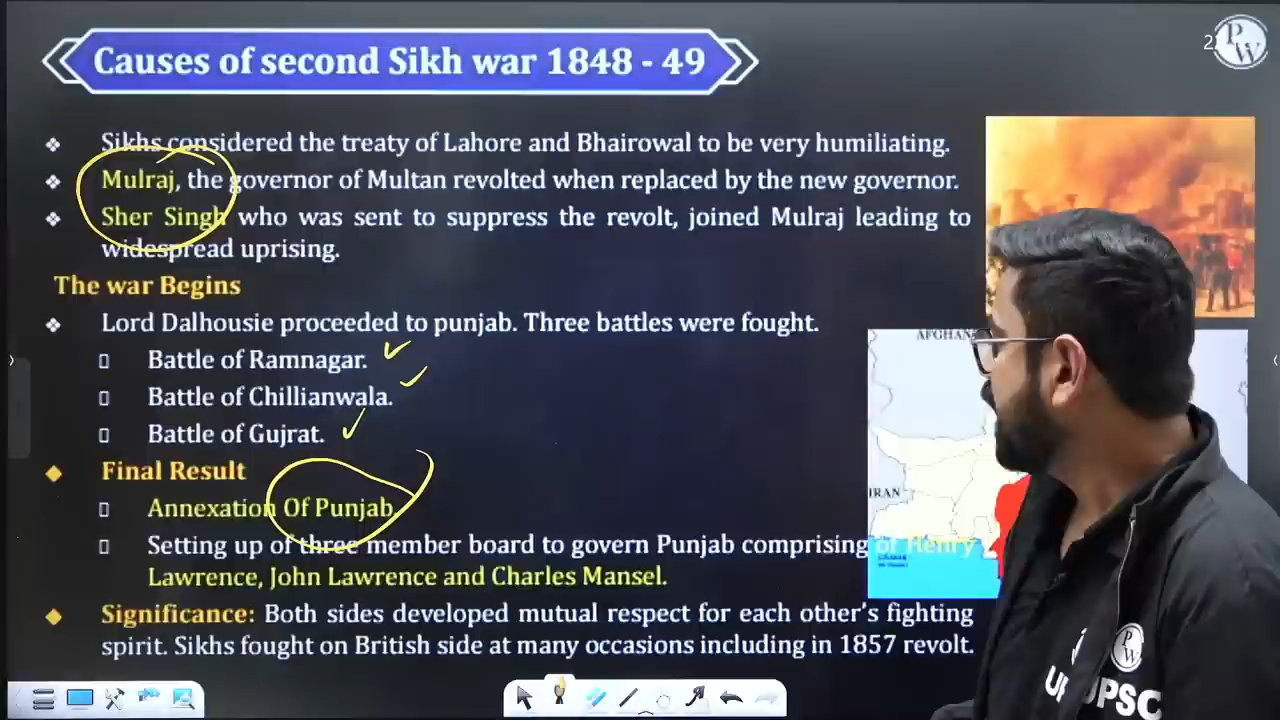 Causes of second Sikh war 1848 - 49
2
PW
Sikhs considered the treaty of Lahore and Bhairowal to be very humiliating.
Mulraj, the governor of Multan revolted when replaced by the new governor.
Sher Singh who was sent to suppress the revolt, joined Mulraj leading to
widespread uprising.
The war Begins
Lord Dalhousie proceeded to punjab. Three battles were fought.
Battle of Ramnagar.
Battle of Chillianwala.
Battle of Gujrat.
Final Result
Annexation Of Punjab.
Setting up of three member board to govern Punjab comprising of Henry
Lawrence, John Lawrence and Charles Mansel.
Significance: Both sides developed mutual respect for each other's fighting
spirit. Sikhs fought on British side at many occasions including in 1857 revolt.
AFGHAN
IRAN
PW
UPSC